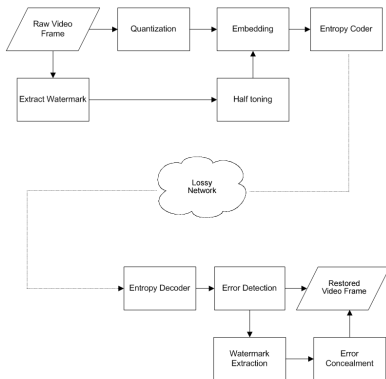 Raw Video
Frame
Quantization
Embedding
Entropy Coder
Extract Watermark
Half toning
Lossy
Network
Entropy Decoder
Error Detection
Restored
Video Frame
Watermark
Extraction
Error
Concealment